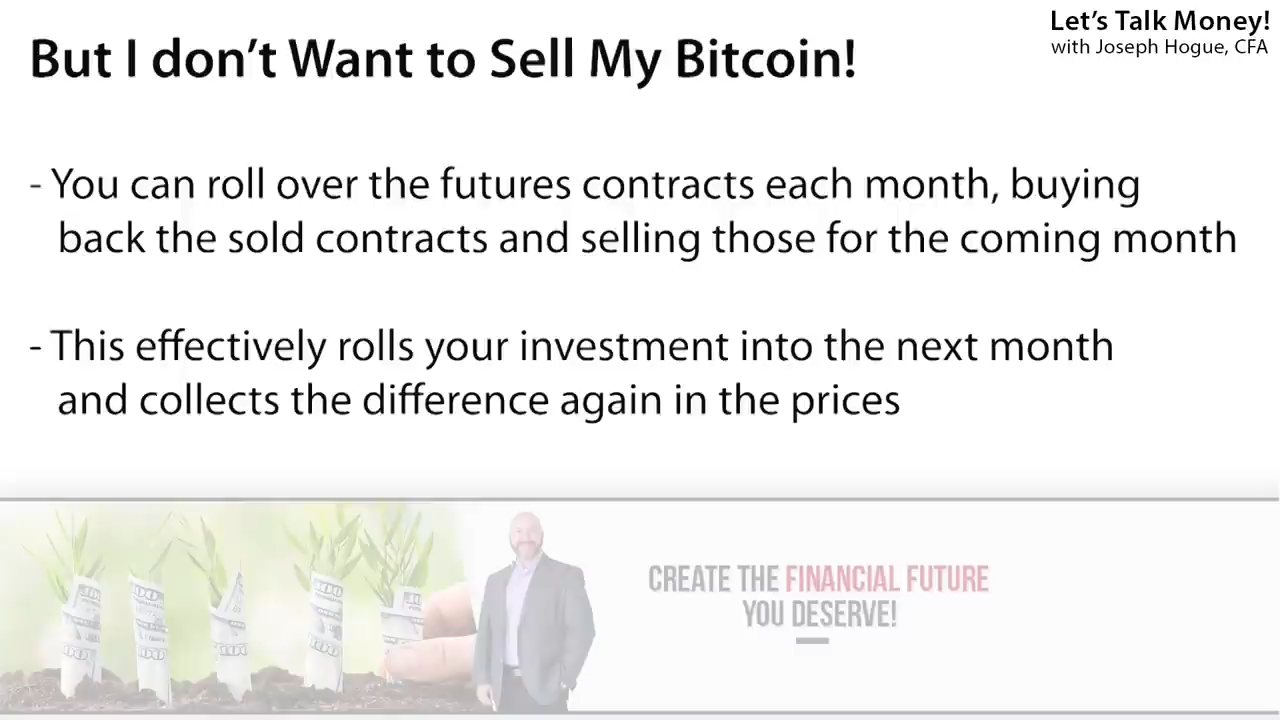 Let's Talk Money!
with Joseph Hogue, CFA
But I don't Want to Sell My Bitcoin!
- You can roll over the futures contracts each month, buying
back the sold contracts and selling those for the coming month
- This effectively rolls your investment into the next month
and collects the difference again in the prices
CREATE THE FINANCIAL FUTURE
YOU DESERVE!